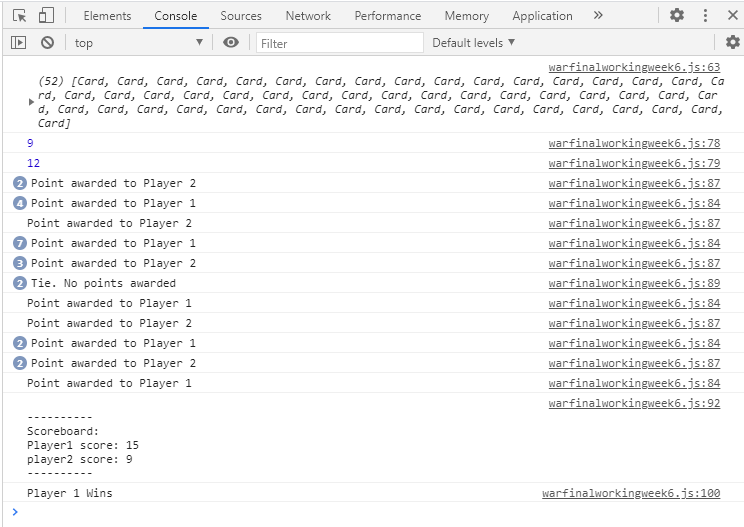 Elements Console Sources Network Performance Memory Application »
top ▼ Filter Default levels ▼
warfinalworkingweek6.js:63
(52) [Card, Card, Card, Card, Card, Card, Card, Card, Card, Card, Card, Card, Card, Card, Card, Card, Ca
rd, Card, Card, Card, Card, Card, Card, Card, Card, Card, Card, Card, Card, Card, Card, Card, Card, Car
d, Card, Card, Card, Card, Card, Card, Card, Card, Card, Card, Card, Card, Card, Card, Card, Card, Card,
Card]
9 warfinalworkingweek6.js:78
12 warfinalworkingweek6.js:79
2 Point awarded to Player 2 warfinalworkingweek6.js:87
4 Point awarded to Player 1 warfinalworkingweek6.js:84
Point awarded to Player 2 warfinalworkingweek6.js:87
7 Point awarded to Player 1 warfinalworkingweek6.js:84
3 Point awarded to Player 2 warfinalworkingweek6.js:87
2 Tie. No points awarded warfinalworkingweek6.js:89
Point awarded to Player 1 warfinalworkingweek6.js:84
Point awarded to Player 2 warfinalworkingweek6.js:87
2 Point awarded to Player 1 warfinalworkingweek6.js:84
2 Point awarded to Player 2 warfinalworkingweek6.js:87
Point awarded to Player 1 warfinalworkingweek6.js:84
warfinalworkingweek6.js:92
----------
Scoreboard:
Player1 score: 15
player2 score: 9
----------
Player 1 Wins warfinalworkingweek6.js:100
>